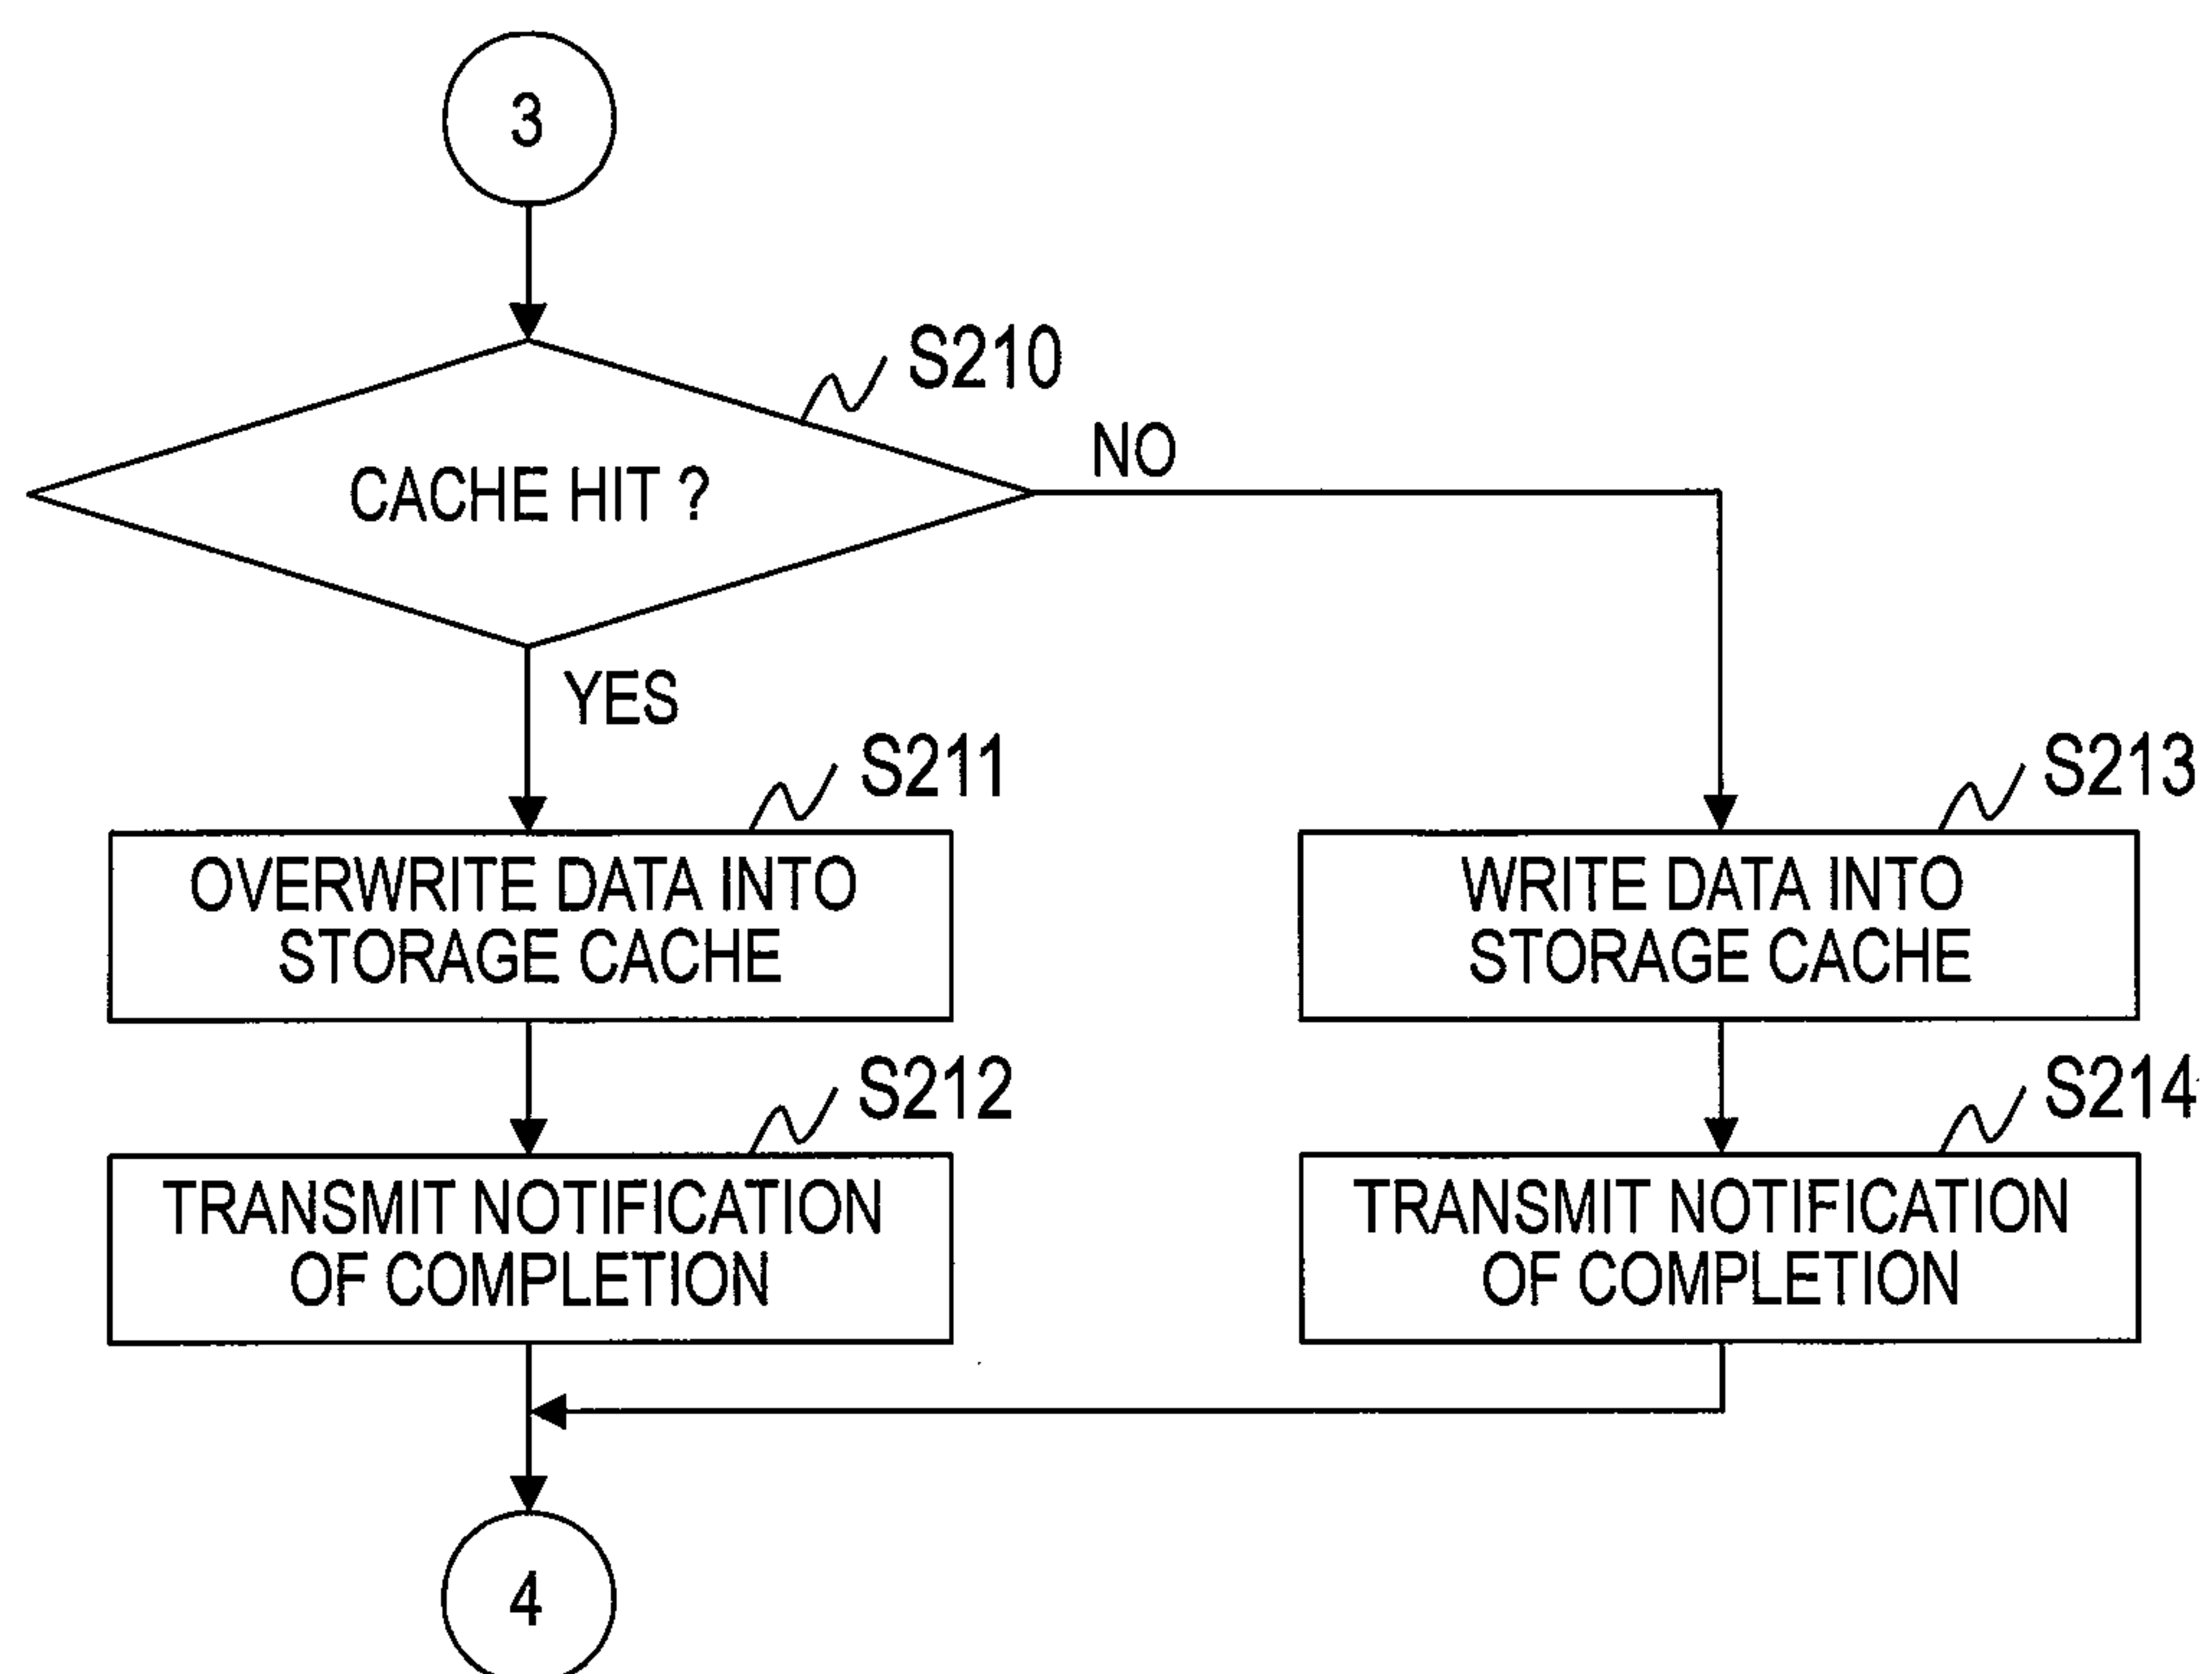 3
S210
NO
CACHE HIT ?
YES
S211
S213
OVERWRITE DATA INTO
STORAGE CACHE
WRITE DATA INTO
STORAGE CACHE
S212
S214
TRANSMIT NOTIFICATION
OF COMPLETION
TRANSMIT NOTIFICATION
OF COMPLETION
4